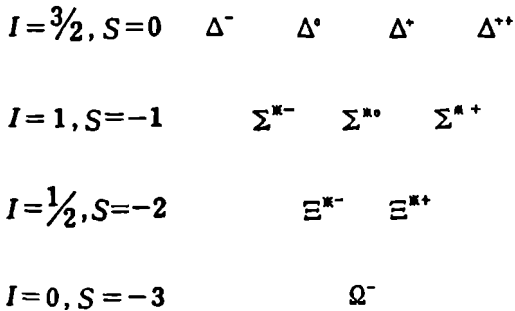 I=3/2, S=0 Δ⁻ Δ⁰ Δ⁺ Δ⁺⁺
I=1, S=−1 Σ*⁻ Σ*⁰ Σ*⁺
I=1/2, S=−2 Ξ*⁻ Ξ*⁺
I=0, S=−3 Ω⁻